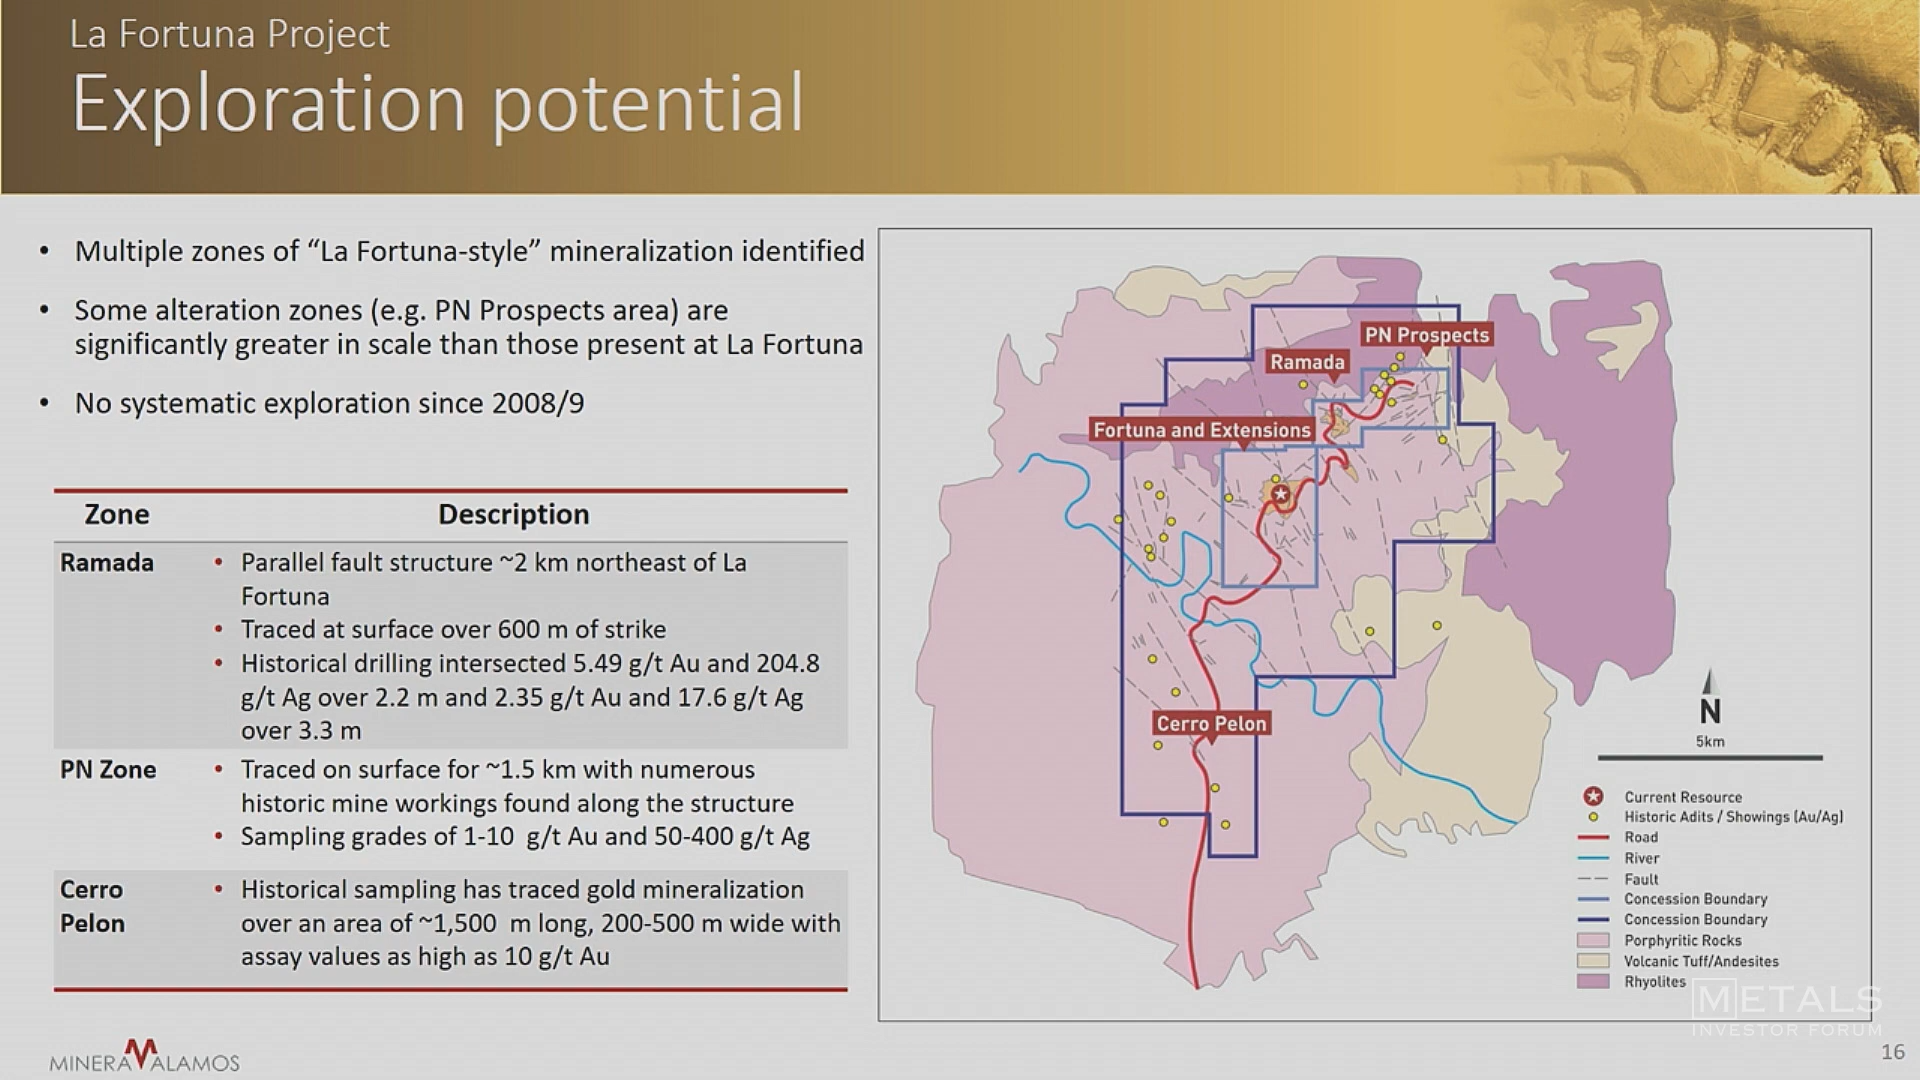 La Fortuna Project
Exploration potential
GOLD
• Multiple zones of “La Fortuna-style” mineralization identified
• Some alteration zones (e.g. PN Prospects area) are
significantly greater in scale than those present at La Fortuna
• No systematic exploration since 2008/9
Zone Description
Ramada
• Parallel fault structure ~2 km northeast of La
Fortuna
• Traced at surface over 600 m of strike
• Historical drilling intersected 5.49 g/t Au and 204.8
g/t Ag over 2.2 m and 2.35 g/t Au and 17.6 g/t Ag
over 3.3 m
PN Zone
• Traced on surface for ~1.5 km with numerous
historic mine workings found along the structure
• Sampling grades of 1-10 g/t Au and 50-400 g/t Ag
Cerro
Pelon
• Historical sampling has traced gold mineralization
over an area of ~1,500 m long, 200-500 m wide with
assay values as high as 10 g/t Au
PN Prospects
Ramada
Fortuna and Extensions
Cerro Pelon
N
5km
Current Resource
Historic Adits / Showings (Au/Ag)
Road
River
Fault
Concession Boundary
Concession Boundary
Porphyritic Rocks
Volcanic Tuff/Andesites
Rhyolites
METALS
INVESTOR FORUM
MINERA ALAMOS
16